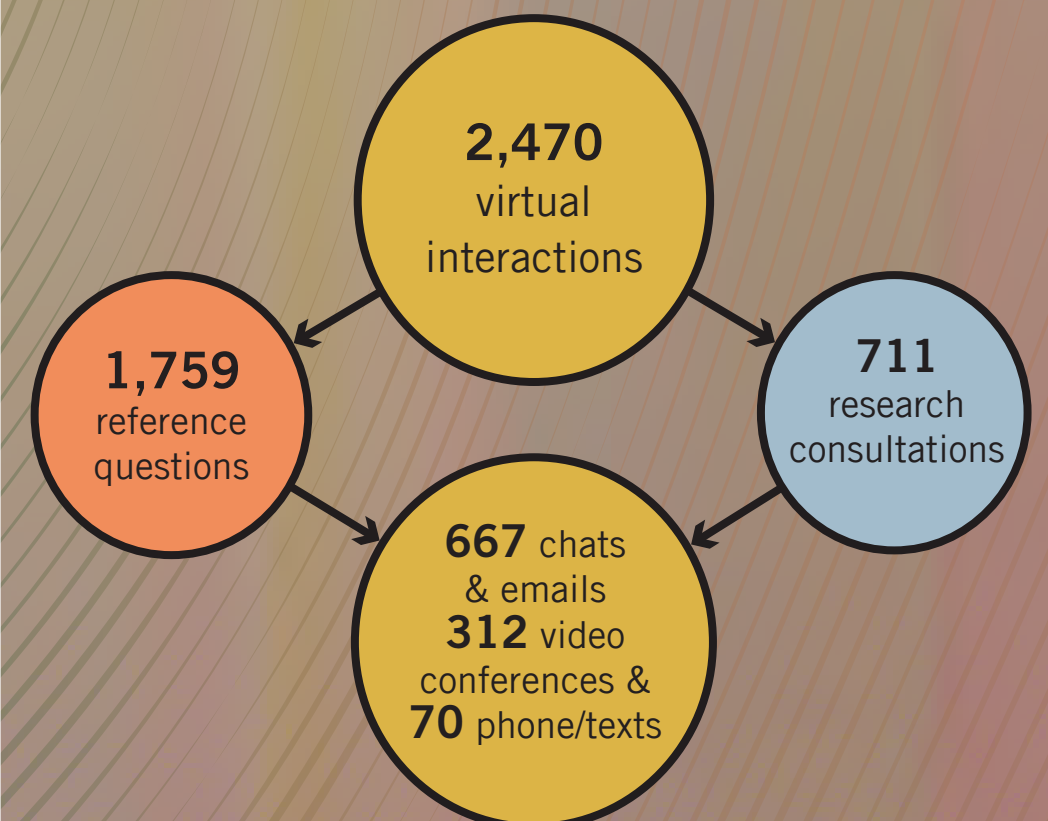 2,470
virtual
interactions
1,759
reference
questions
711
research
consultations
667 chats
& emails
312 video
conferences &
70 phone/texts